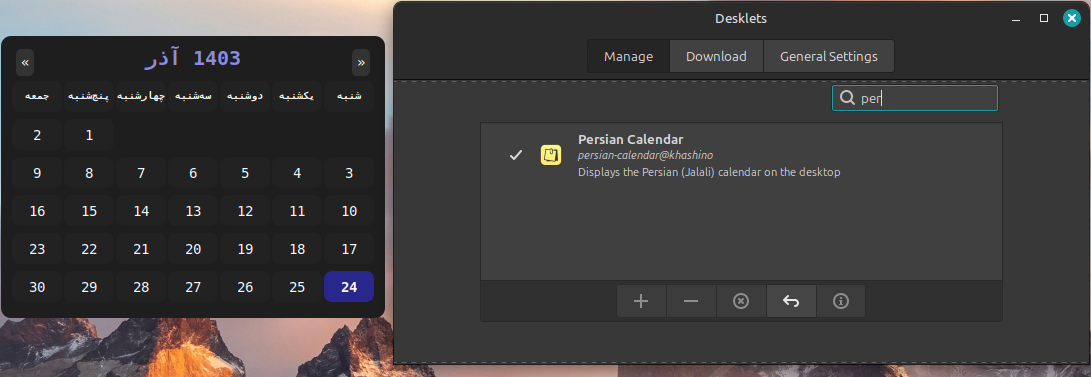 « آذر 1403 »
شنبه یکشنبه دوشنبه سه‌شنبه چهارشنبه پنج‌شنبه جمعه
1 2
3 4 5 6 7 8 9
10 11 12 13 14 15 16
17 18 19 20 21 22 23
24 25 26 27 28 29 30
Desklets
Manage Download General Settings
per
Persian Calendar
persian-calendar@khashino
Displays the Persian (Jalali) calendar on the desktop